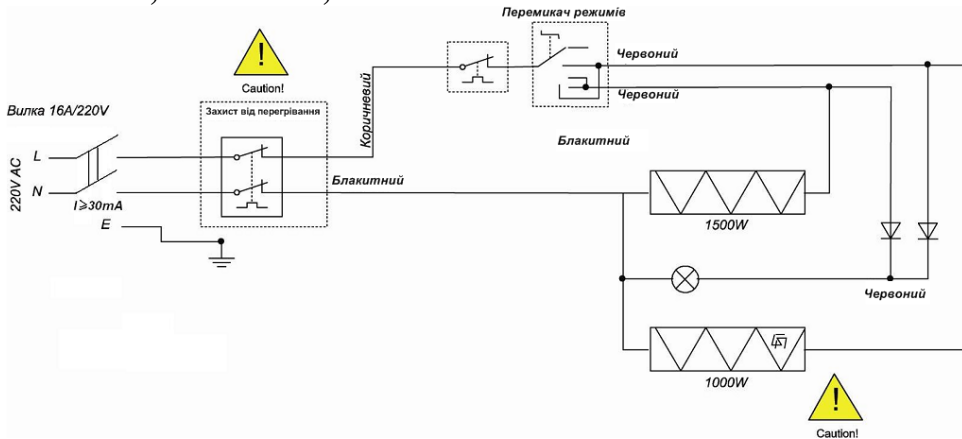 Перемикач режимів
Червоний
Caution!
Вилка 16A/220V
Захист від перегрівання
Коричневий
Червоний
Блакитний
220V AC
L
N
Блакитний
I⩾30mA
E
1500W
Червоний
1000W
Caution!